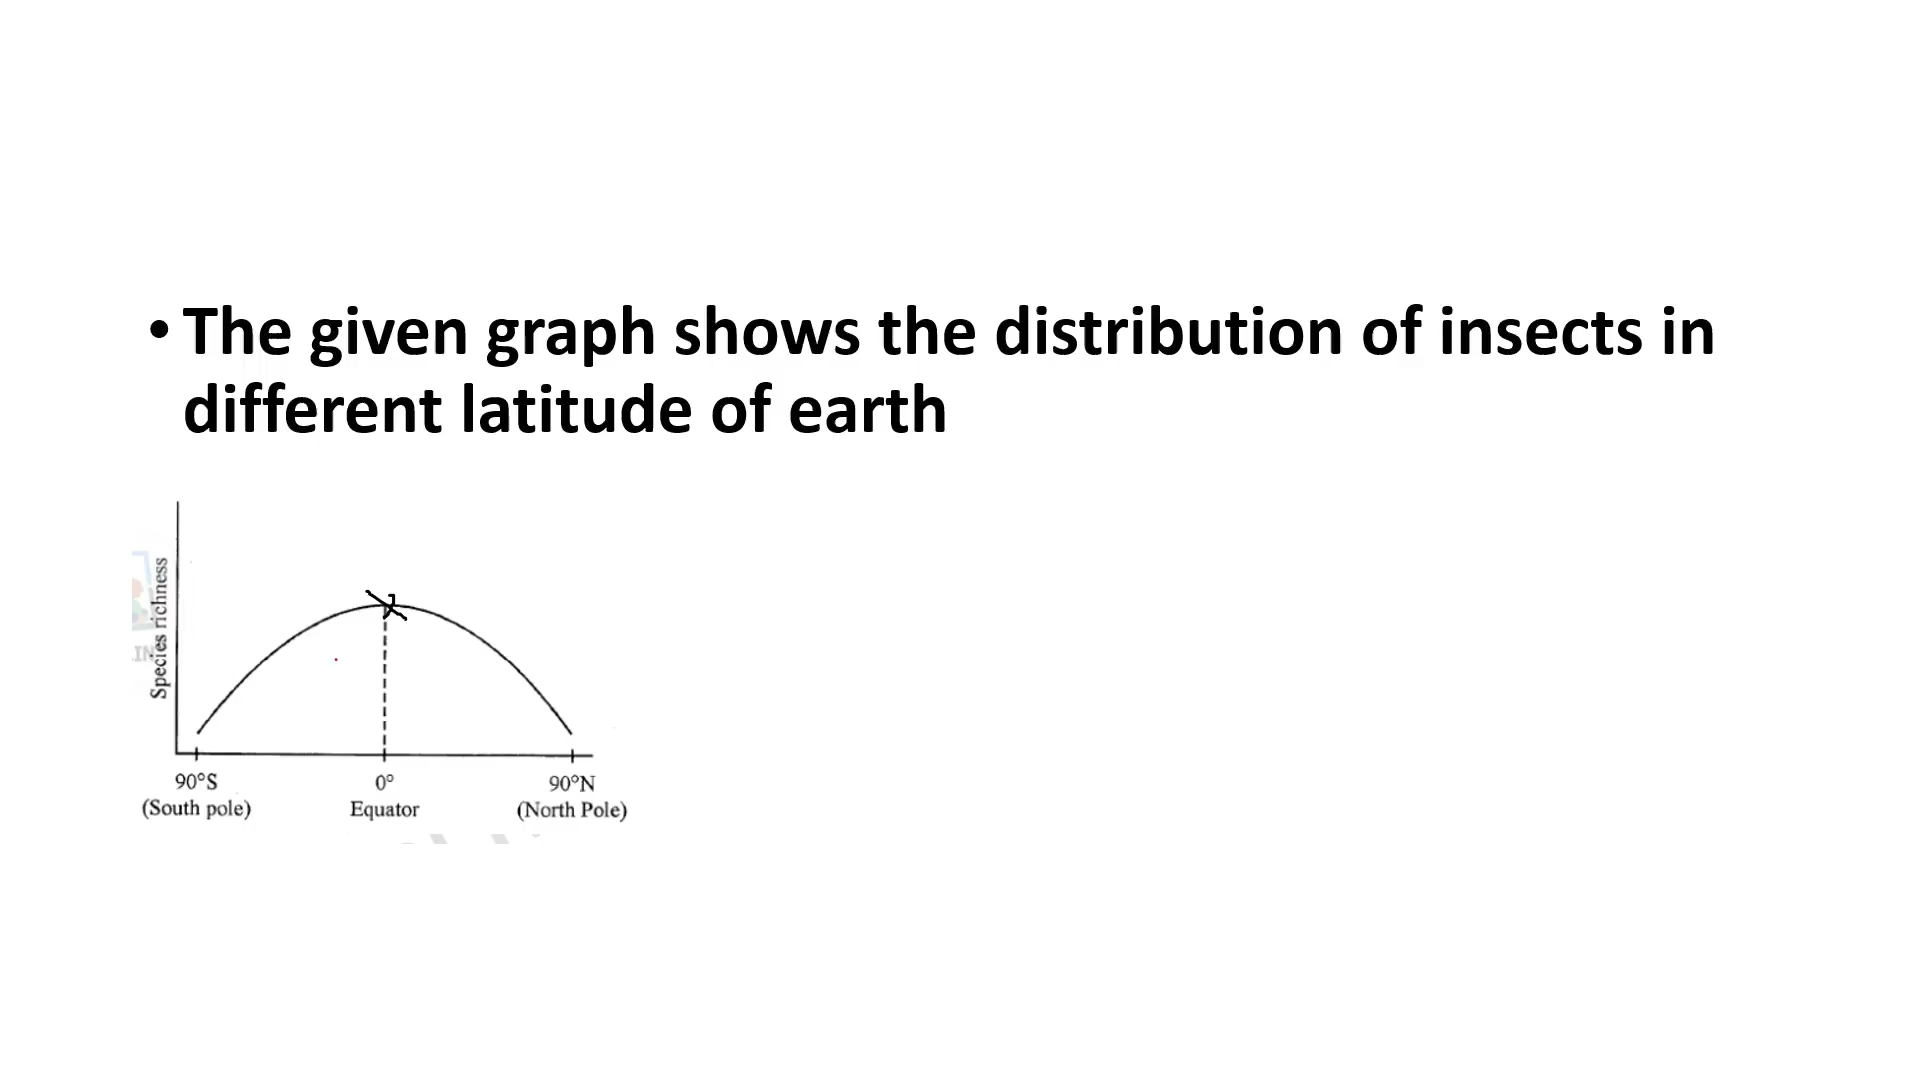 • The given graph shows the distribution of insects in
different latitude of earth
Species richness
90°S
(South pole)
0°
Equator
90°N
(North Pole)